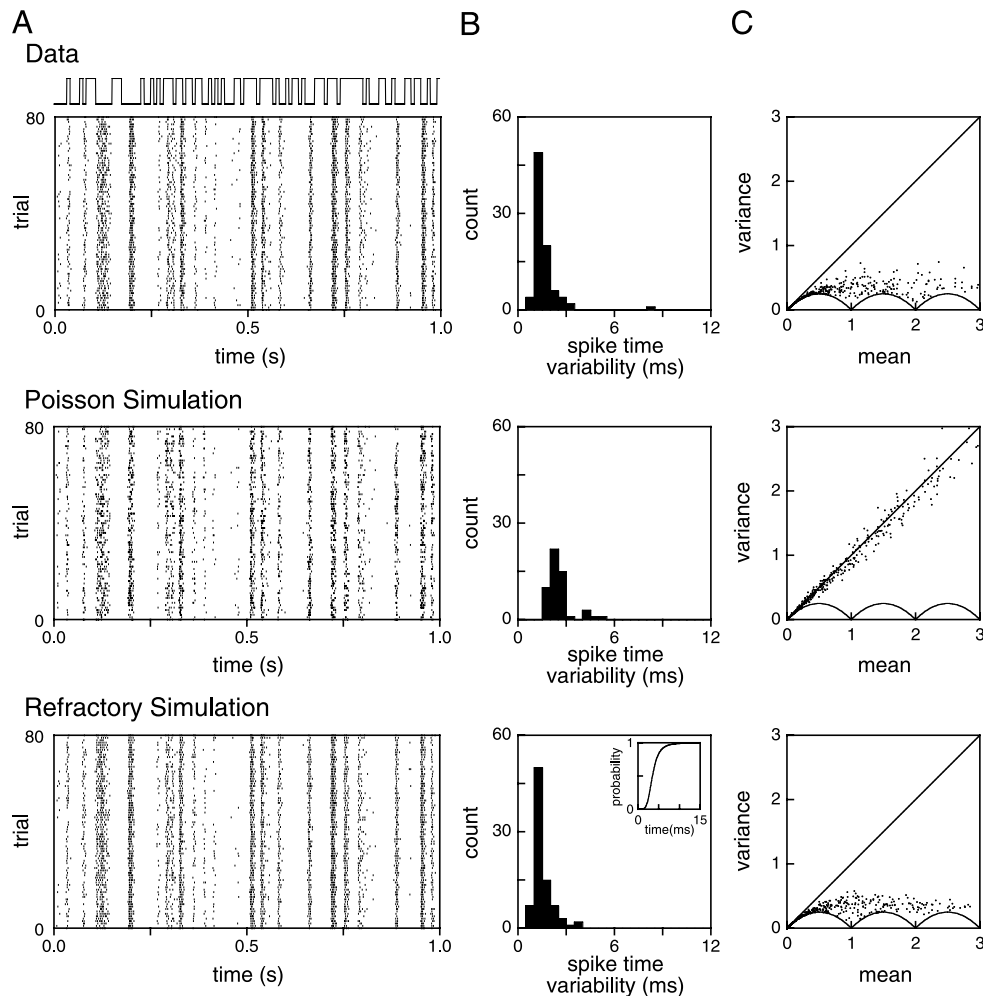 A
B
C
Data
80
trial
0
0.0
0.5
1.0
time (s)
60
count
30
0
0
6
12
spike time
variability (ms)
3
variance
2
1
0
0
1
2
3
mean
Poisson Simulation
80
trial
0
0.0
0.5
1.0
time (s)
60
count
30
0
0
6
12
spike time
variability (ms)
3
variance
2
1
0
0
1
2
3
mean
Refractory Simulation
80
trial
0
0.0
0.5
1.0
time (s)
60
count
30
0
0
6
12
spike time
variability (ms)
1
probability
0
0
15
time(ms)
3
variance
2
1
0
0
1
2
3
mean